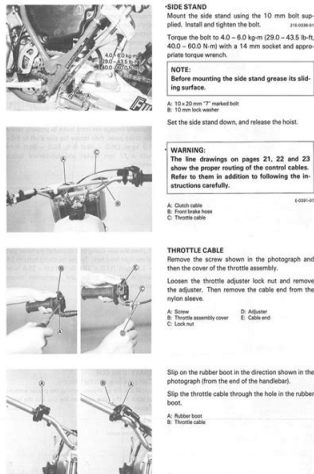 •SIDE STAND
Mount the side stand using the 10 mm bolt sup-
plied. Install and tighten the bolt.
Torque the bolt to 4.0 – 6.0 kg-m (29.0 – 43.5 lb-ft,
40.0 – 60.0 N·m) with a 14 mm socket and appro-
priate torque wrench.
NOTE:
Before mounting the side stand grease its slid-
ing surface.
A: 10 x 20 mm "7" marked bolt
B: 10 mm lock washer
Set the side stand down, and release the hoist.
WARNING:
The line drawings on pages 21, 22 and 23
show the proper routing of the control cables.
Refer to them in addition to following the in-
structions carefully.
A: Clutch cable
B: Front brake hose
C: Throttle cable
THROTTLE CABLE
Remove the screw shown in the photograph and
then the cover of the throttle assembly.
Loosen the throttle adjuster lock nut and remove
the adjuster. Then remove the cable end from the
nylon sleeve.
A: Screw
B: Throttle assembly cover
C: Lock nut
D: Adjuster
E: Cable end
Slip on the rubber boot in the direction shown in the
photograph (from the end of the handlebar).
Slip the throttle cable through the hole in the rubber
boot.
A: Rubber boot
B: Throttle cable